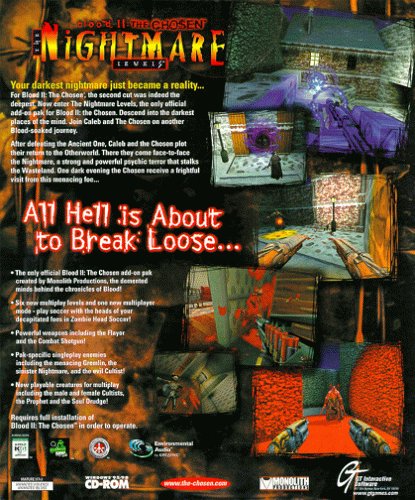 Blood II: THE CHOSEN
THE
NIGHTMARE
LEVELS
Your darkest nightmare just became a reality...
For Blood II: The Chosen, the second cut was indeed the
deepest. Now enter The Nightmare Levels, the only official
add-on pak for Blood II: The Chosen. Descend into the darkest
places of the mind. Join Caleb and The Chosen on another
Blood-soaked journey.
After defeating the Ancient One, Caleb and the Chosen plot
their return to the Otherworld. There they come face-to-face
the Nightmare, a strong and powerful psychic terror that stalks
the Wasteland. One dark evening the Chosen receive a frightful
visit from this menacing foe...
All Hell is About
to Break Loose...
• The only official Blood II: The Chosen add-on pak
created by Monolith Productions, the demented
minds behind the chronicles of Blood!
• Six new multiplay levels and one new multiplayer
mode - play soccer with the heads of your
decapitated foes in Zombie Head Soccer!
• Powerful weapons including the Flayer
and the Combat Shotgun!
• Pak-specific singleplay enemies
including the menacing Gremlin, the
sinister Nightmare, and the evil Cultist!
• New playable creatures for multiplay
including the male and female Cultists,
the Prophet and the Soul Drudge!
Requires full installation of
Blood II: The Chosen™ in order to operate.
Environmental
Audio™
WINDOWS 95/98
CD-ROM
www.the-chosen.com
MONOLITH
PRODUCTIONS
GT Interactive
Software
www.gtgames.com